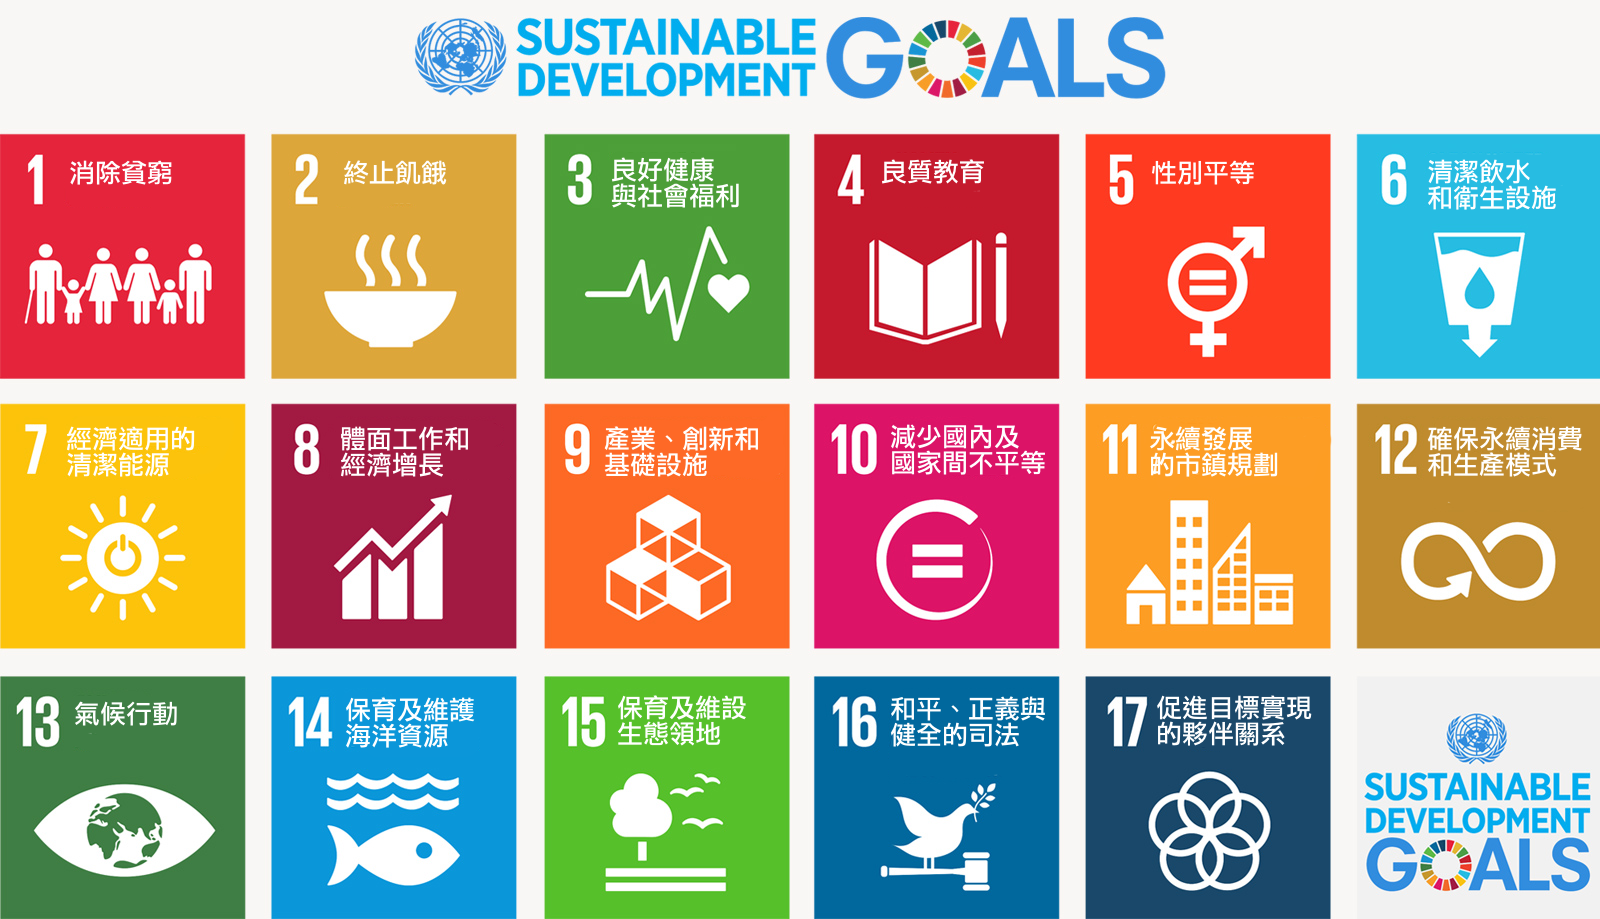 SUSTAINABLE
DEVELOPMENT
GOALS
1 消除貧窮
2 終止飢餓
3 良好健康
與社會福利
4 良質教育
5 性別平等
6 清潔飲水
和衛生設施
7 經濟適用的
清潔能源
8 體面工作和
經濟增長
9 產業、創新和
基礎設施
10 減少國內及
國家間不平等
11 永續發展
的市鎮規劃
12 確保永續消費
和生產模式
13 氣候行動
14 保育及維護
海洋資源
15 保育及維設
生態領地
16 和平、正義與
健全的司法
17 促進目標實現
的夥伴關系
SUSTAINABLE
DEVELOPMENT
GOALS